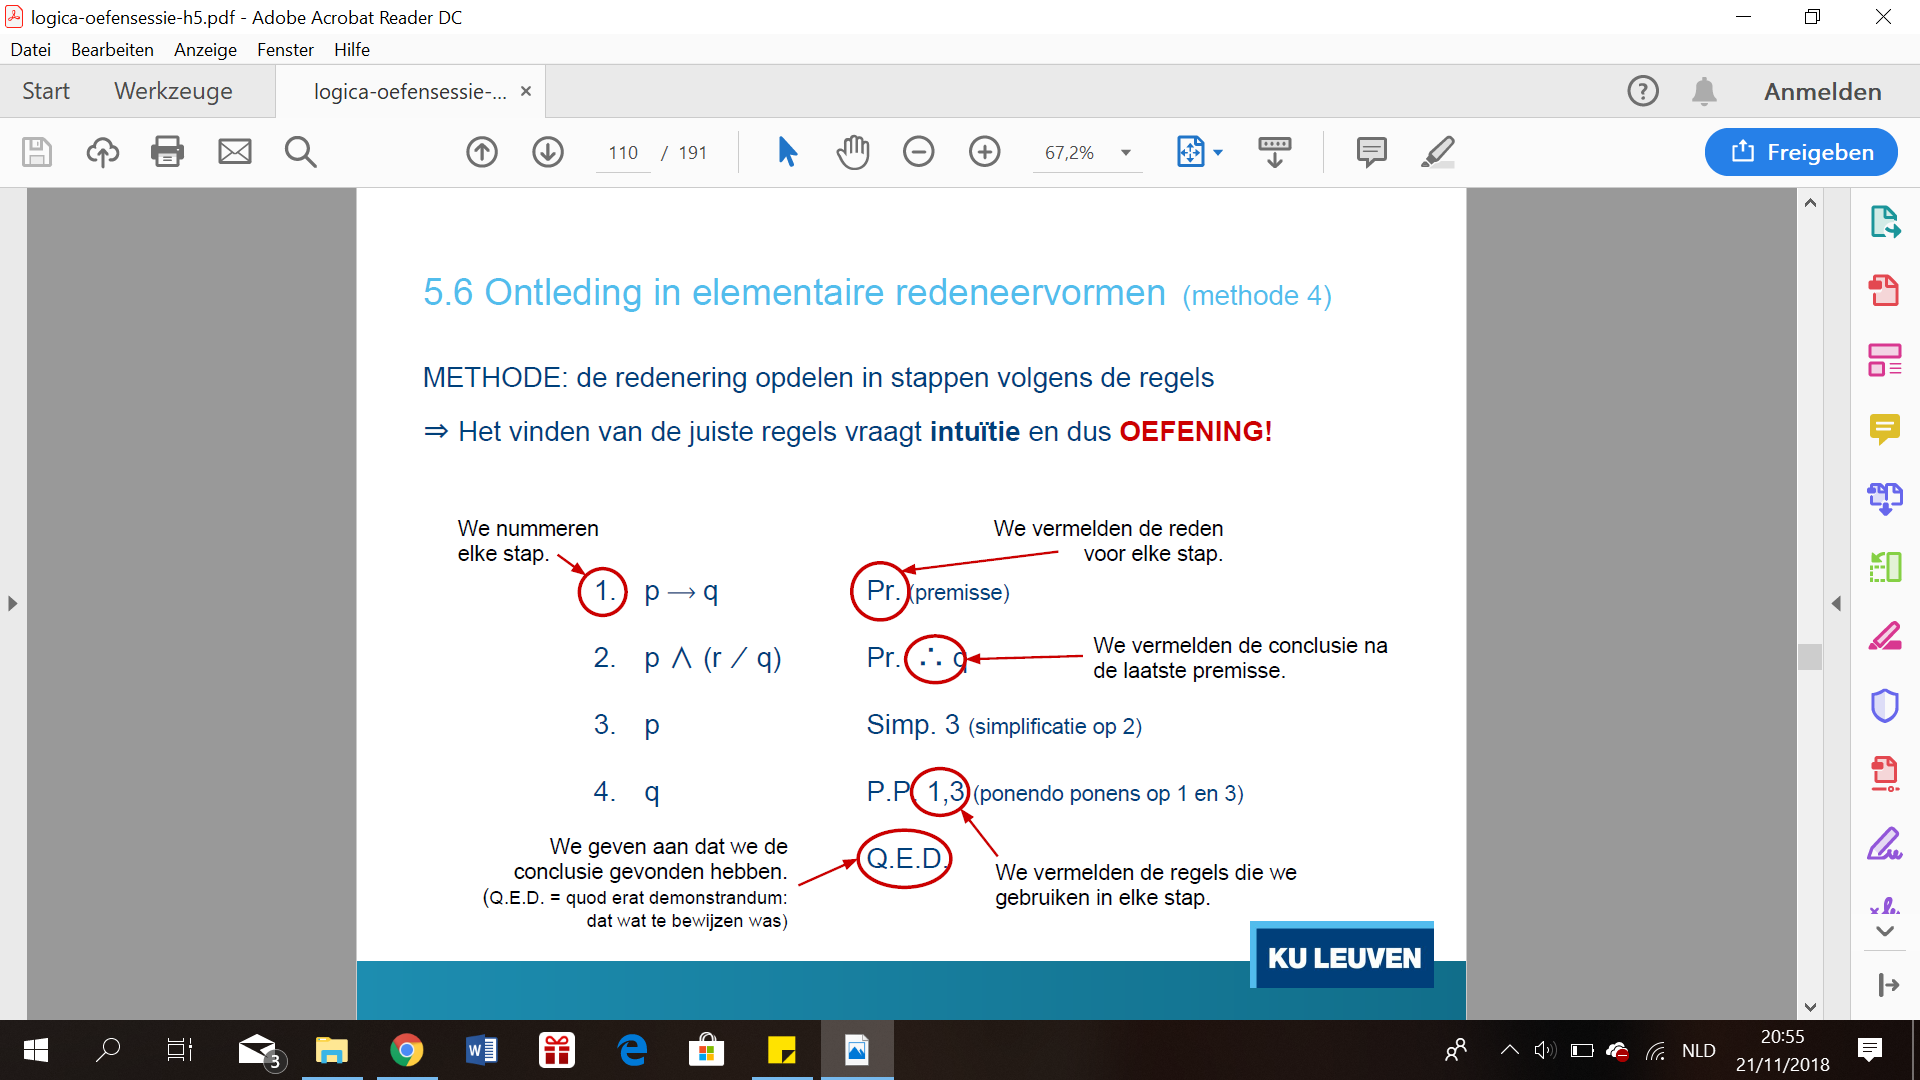 logica-oefensessie-h5.pdf - Adobe Acrobat Reader DC
Datei Bearbeiten Anzeige Fenster Hilfe
Start Werkzeuge logica-oefensessie-... × Anmelden
110 / 191 67,2% Freigeben
5.6 Ontleding in elementaire redeneervormen (methode 4)
METHODE: de redenering opdelen in stappen volgens de regels
⇒ Het vinden van de juiste regels vraagt intuïtie en dus OEFENING!
We nummeren
elke stap.
We vermelden de reden
voor elke stap.
1. p → q Pr. (premisse)
2. p ∧ (r / q) Pr. ∴ q
We vermelden de conclusie na
de laatste premisse.
3. p Simp. 3 (simplificatie op 2)
4. q P.P. 1,3 (ponendo ponens op 1 en 3)
Q.E.D.
We geven aan dat we de
conclusie gevonden hebben.
(Q.E.D. = quod erat demonstrandum:
dat wat te bewijzen was)
We vermelden de regels die we
gebruiken in elke stap.
KU LEUVEN
3
NLD
20:55
21/11/2018